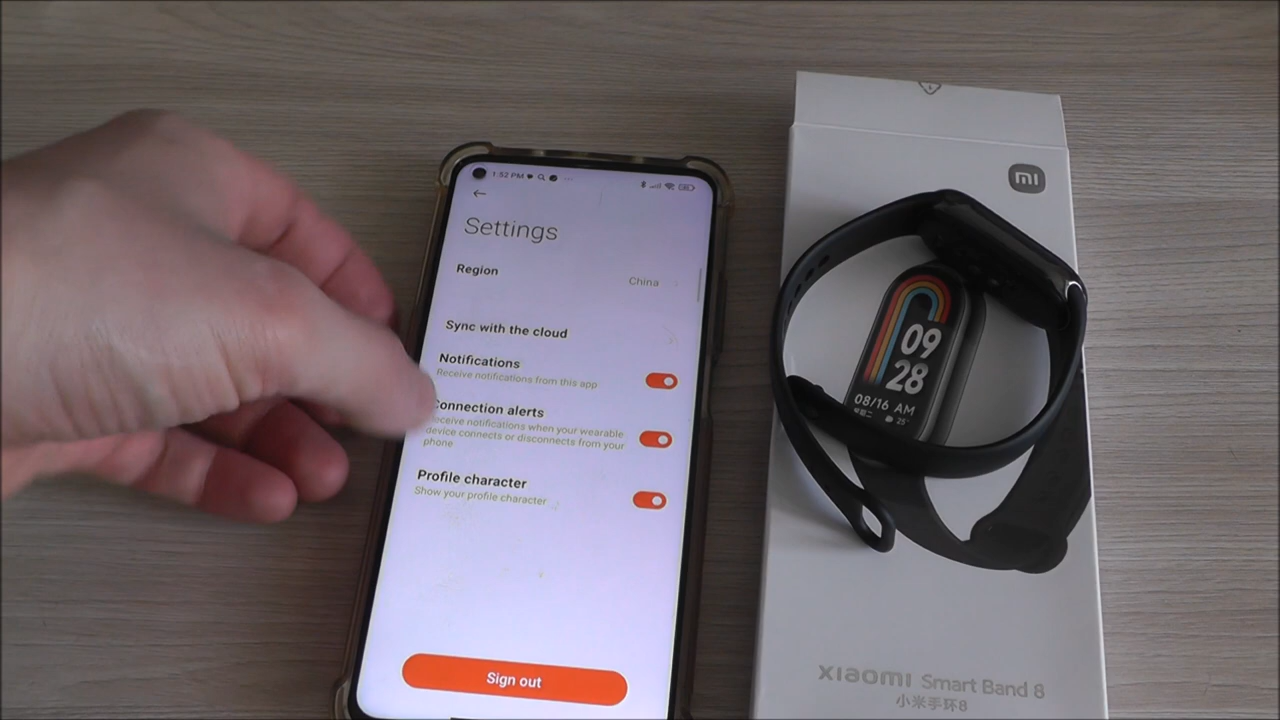 1:52 PM
Settings
Region
China
Sync with the cloud
Notifications
Receive notifications from this app
Connection alerts
Receive notifications when your wearable
device connects or disconnects from your
phone
Profile character
Show your profile character
Sign out
mi
09
28
08/16 AM
25°
xiaomi Smart Band 8
小米手环8